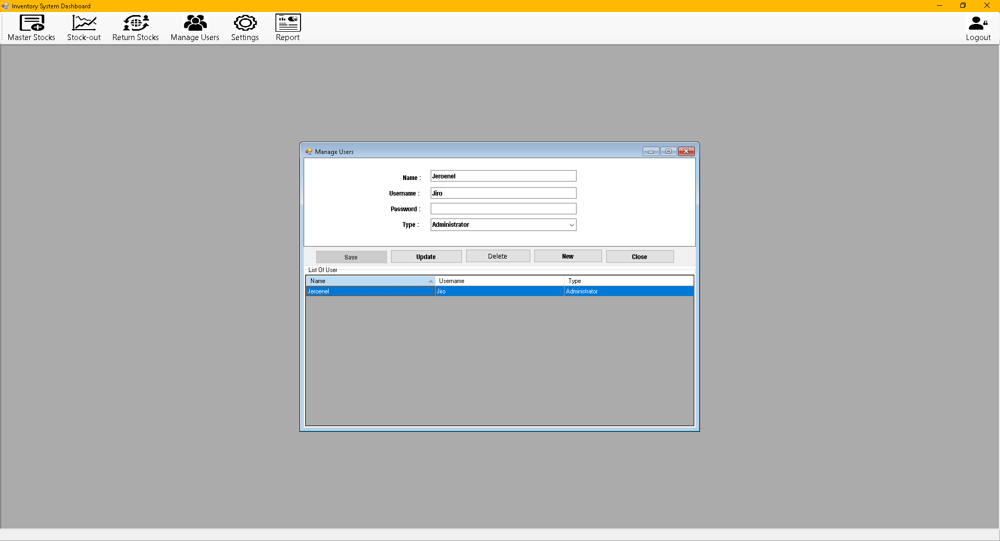 Inventory System Dashboard
Master Stocks
Stock-out
Return Stocks
Manage Users
Settings
Report
Logout
Manage Users
Name : Jeroenel
Username : Jiro
Password :
Type : Administrator
Save Update Delete New Close
List Of User
Name Username Type
Jeroenel Jiro Administrator